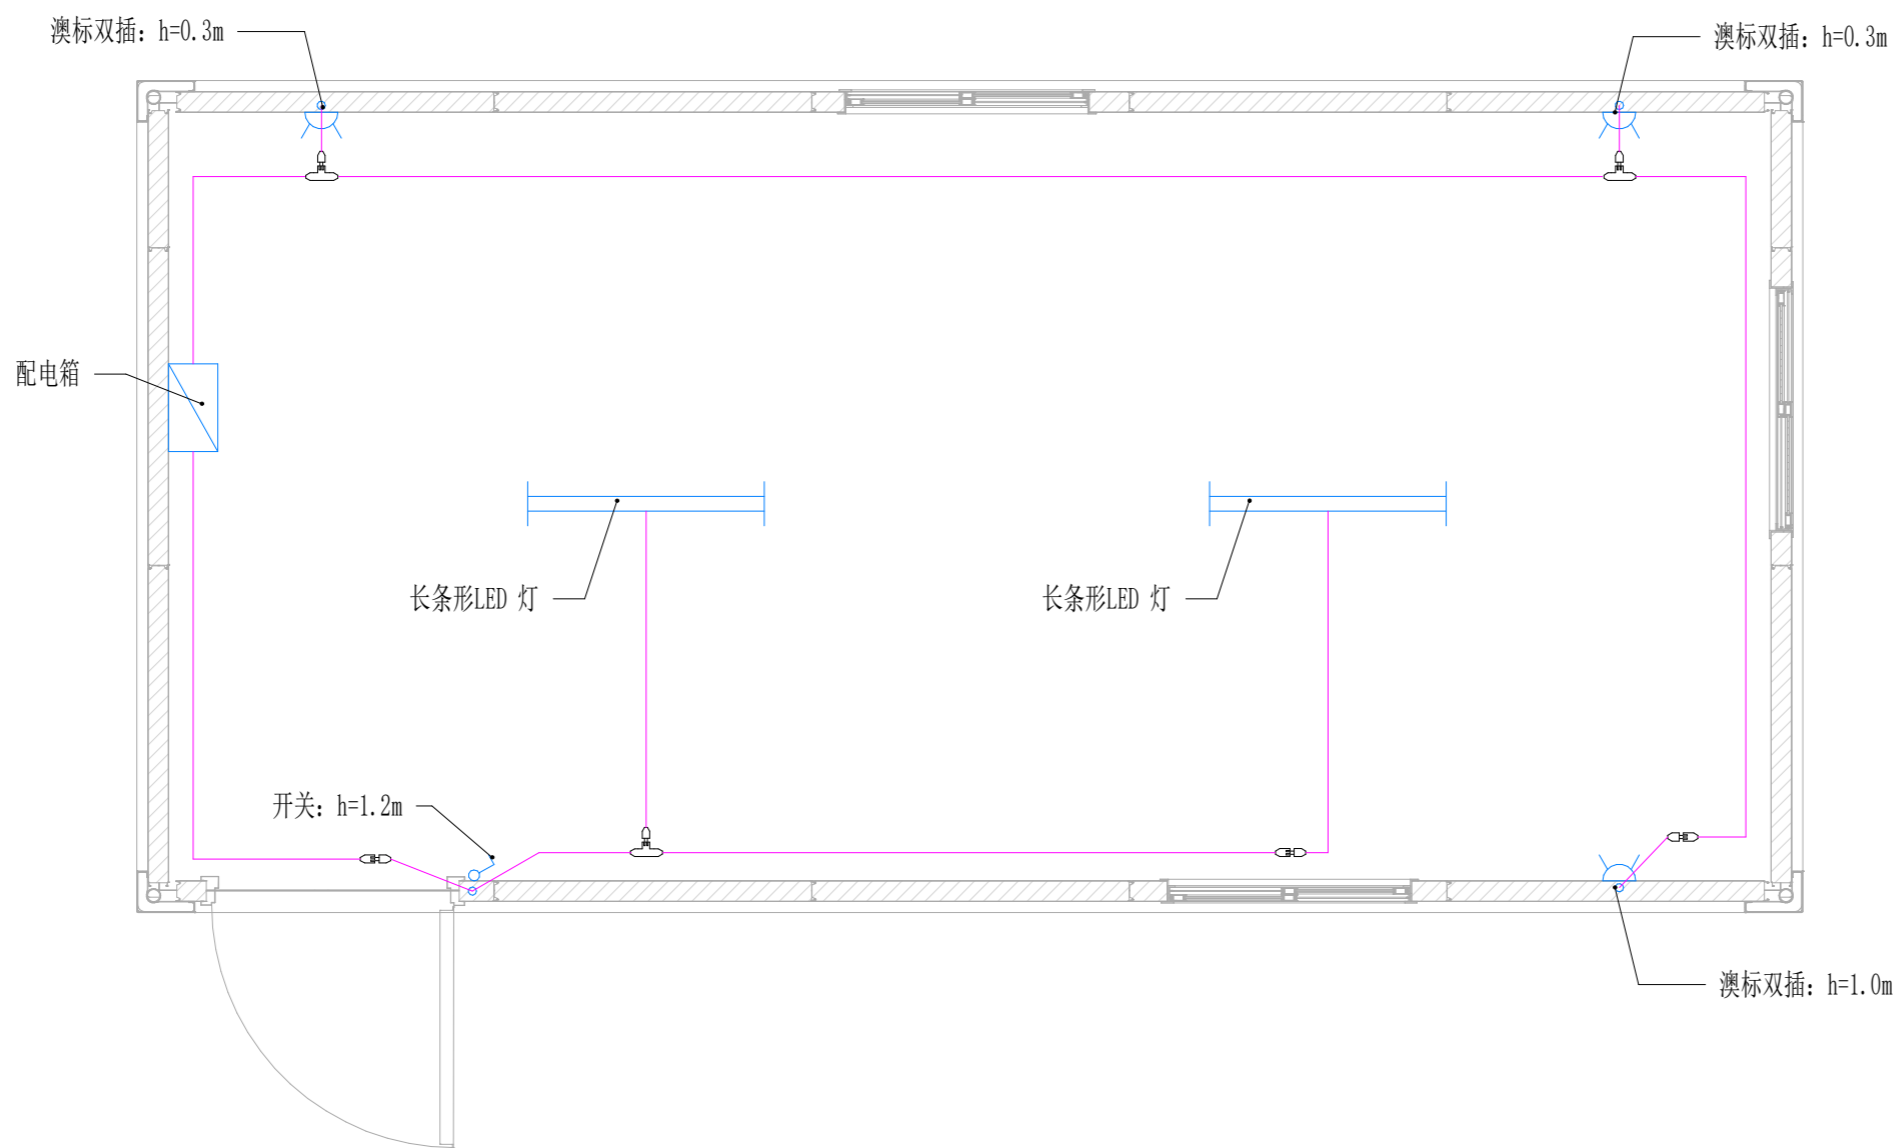 澳标双插: h=0.3m
澳标双插: h=0.3m
配电箱
长条形LED 灯
长条形LED 灯
开关: h=1.2m
澳标双插: h=1.0m